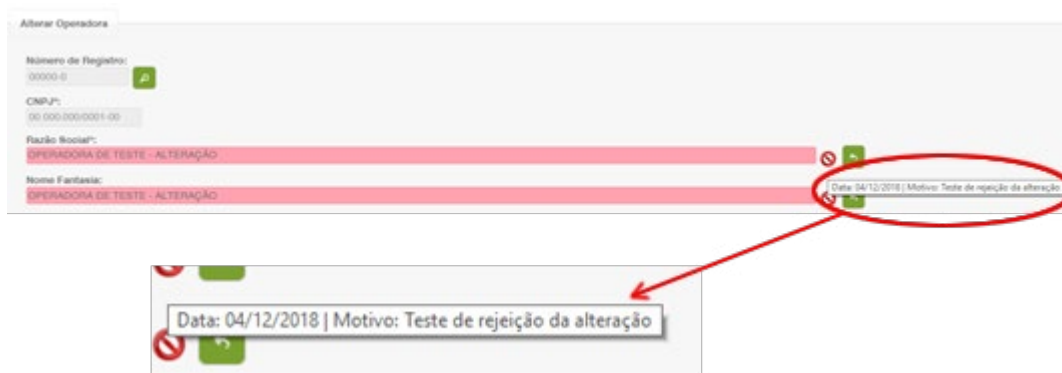 Alterar Operadora
Número de Registro:
00000-0
CNPJ*:
00.000.000/0001-00
Razão Social*:
OPERADORA DE TESTE - ALTERAÇÃO
Nome Fantasia:
OPERADORA DE TESTE - ALTERAÇÃO
Data: 04/12/2018 | Motivo: Teste de rejeição da alteração
Data: 04/12/2018 | Motivo: Teste de rejeição da alteração